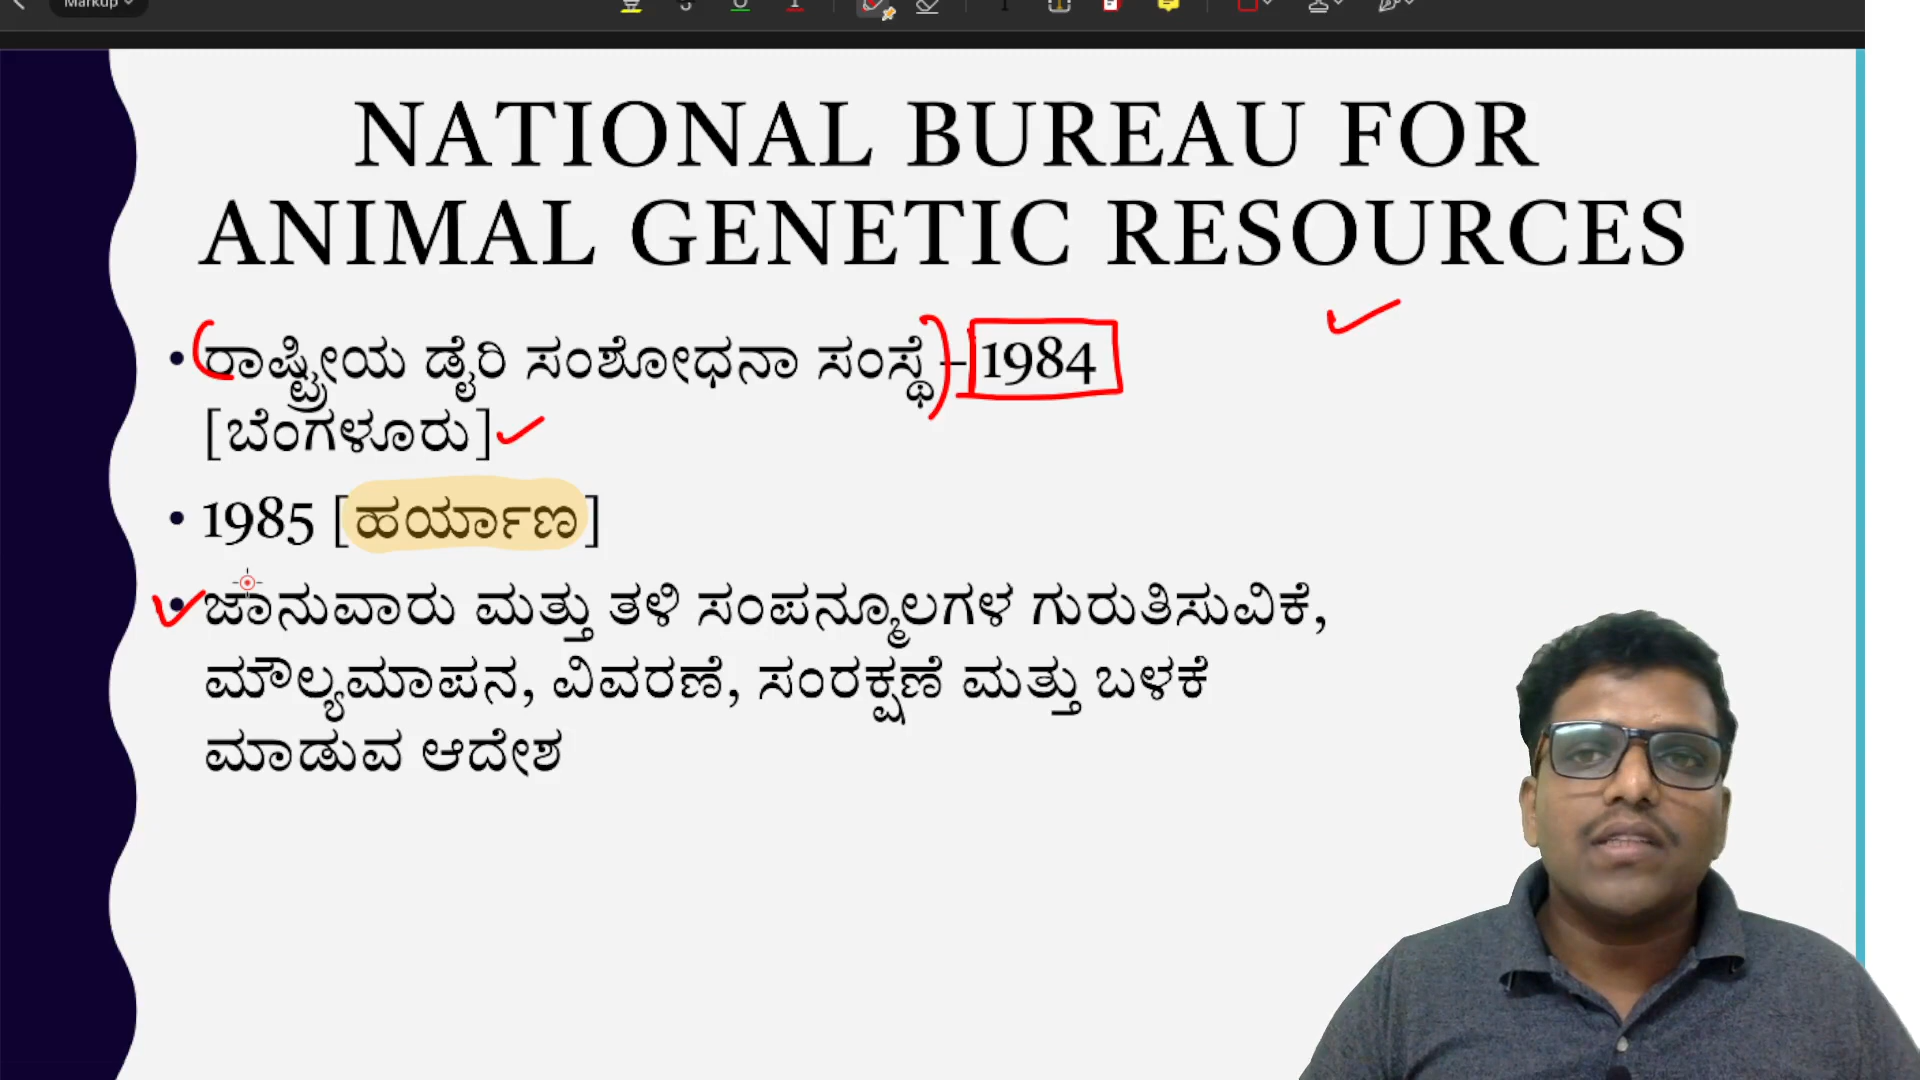 Markup
NATIONAL BUREAU FOR
ANIMAL GENETIC RESOURCES
• ರಾಷ್ಟ್ರೀಯ ಡೈರಿ ಸಂಶೋಧನಾ ಸಂಸ್ಥೆ – 1984
[ಬೆಂಗಳೂರು]
• 1985 [ಹರ್ಯಾಣ]
• ಜಾನುವಾರು ಮತ್ತು ತಳಿ ಸಂಪನ್ಮೂಲಗಳ ಗುರುತಿಸುವಿಕೆ,
ಮೌಲ್ಯಮಾಪನ, ವಿವರಣೆ, ಸಂರಕ್ಷಣೆ ಮತ್ತು ಬಳಕೆ
ಮಾಡುವ ಆದೇಶ